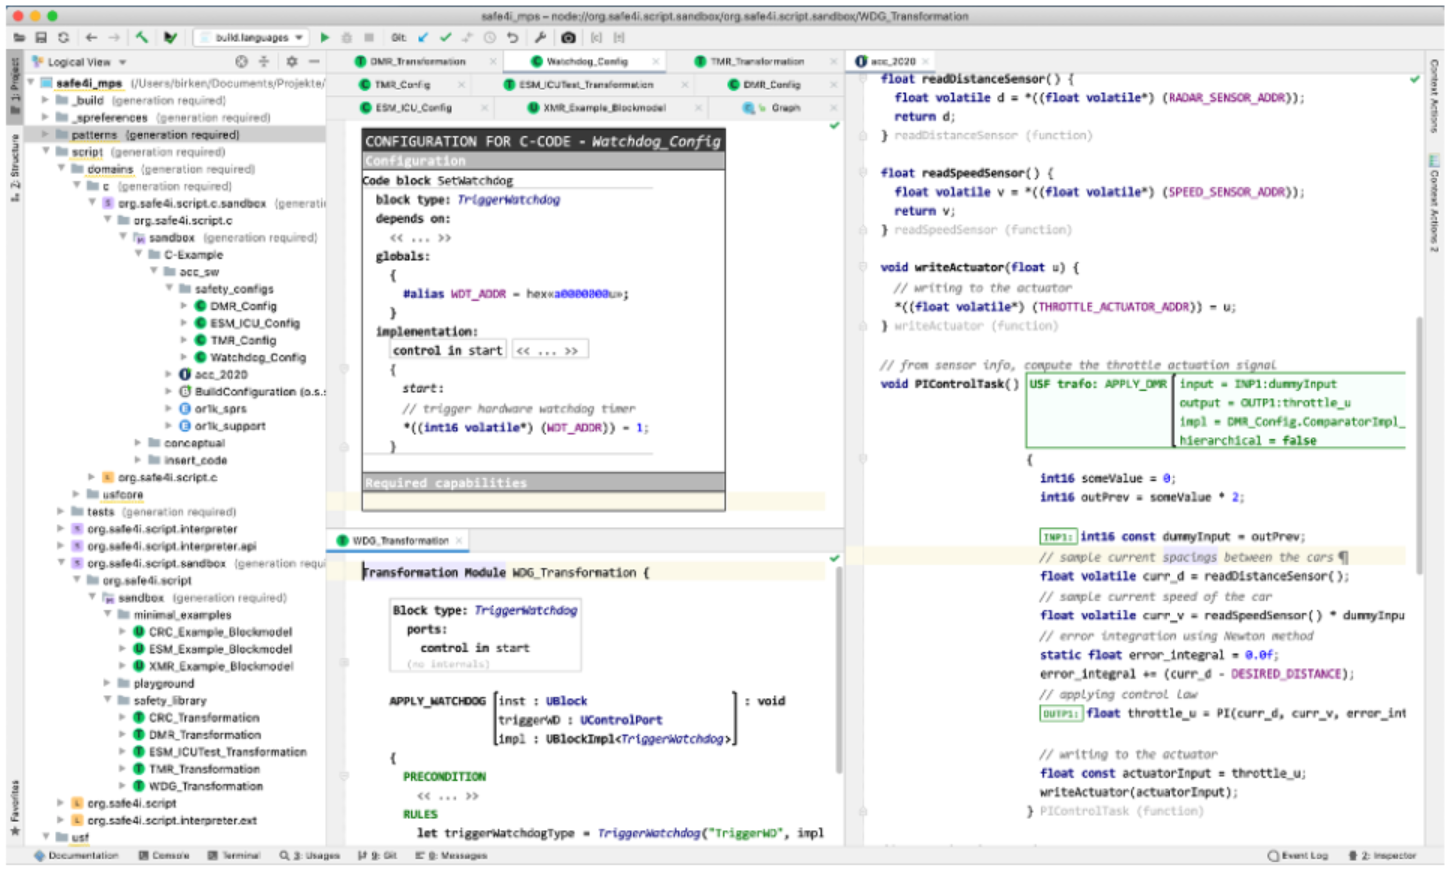 safe4i_mps – node://org.safe4i.script.sandbox/org.safe4i.script.sandbox/WDG_Transformation
build.languages
Git:
1: Project
2: Structure
Favorites
Logical View
safe4i_mps (/Users/birken/Documents/Projekte/
_build (generation required)
_spreferences (generation required)
patterns (generation required)
script (generation required)
domains (generation required)
c (generation required)
org.safe4i.script.c.sandbox (generati
org.safe4i.script.c
sandbox (generation required)
C-Example
acc_sw
safety_configs
DMR_Config
ESM_ICU_Config
TMR_Config
Watchdog_Config
acc_2020
BuildConfiguration (o.s.
or1k_sprs
or1k_support
conceptual
insert_code
org.safe4i.script.c
usfcore
tests (generation required)
org.safe4i.script.interpreter
org.safe4i.script.interpreter.api
org.safe4i.script.sandbox (generation requ
org.safe4i.script
sandbox (generation required)
minimal_examples
CRC_Example_Blockmodel
ESM_Example_Blockmodel
XMR_Example_Blockmodel
playground
safety_library
CRC_Transformation
DMR_Transformation
ESM_ICUTest_Transformation
TMR_Transformation
WDG_Transformation
org.safe4i.script
org.safe4i.script.interpreter.ext
usf
DMR_Transformation
Watchdog_Config
TMR_Transformation
TMR_Config
ESM_ICUTest_Transformation
DMR_Config
ESM_ICU_Config
XMR_Example_Blockmodel
Graph
CONFIGURATION FOR C-CODE - Watchdog_Config
Configuration
Code block SetWatchdog
block type: TriggerWatchdog
depends on:
<< ... >>
globals:
{
#alias WDT_ADDR = hex«a0000000u»;
}
implementation:
control in start << ... >>
{
start:
// trigger hardware watchdog timer
*((int16 volatile*) (WDT_ADDR)) = 1;
}
Required capabilities
WDG_Transformation
Transformation Module WDG_Transformation {
Block type: TriggerWatchdog
ports:
control in start
(no internals)
APPLY_WATCHDOG [inst : UBlock ] : void
triggerWD : UControlPort
impl : UBlockImpl<TriggerWatchdog>
{
PRECONDITION
<< ... >>
RULES
let triggerWatchdogType = TriggerWatchdog("TriggerWD", impl
acc_2020
float readDistanceSensor() {
float volatile d = *((float volatile*) (RADAR_SENSOR_ADDR));
return d;
} readDistanceSensor (function)
float readSpeedSensor() {
float volatile v = *((float volatile*) (SPEED_SENSOR_ADDR));
return v;
} readSpeedSensor (function)
void writeActuator(float u) {
// writing to the actuator
*((float volatile*) (THROTTLE_ACTUATOR_ADDR)) = u;
} writeActuator (function)
// from sensor info, compute the throttle actuation signal
void PIControlTask() USF trafo: APPLY_DMR [input = INP1:dummyInput
output = OUTP1:throttle_u
impl = DMR_Config.ComparatorImpl_
hierarchical = false
{
int16 someValue = 0;
int16 outPrev = someValue * 2;
INP1: int16 const dummyInput = outPrev;
// sample current spacings between the cars ¶
float volatile curr_d = readDistanceSensor();
// sample current speed of the car
float volatile curr_v = readSpeedSensor() * dummyInpu
// error integration using Newton method
static float error_integral = 0.0f;
error_integral += (curr_d - DESIRED_DISTANCE);
// applying control law
OUTP1: float throttle_u = PI(curr_d, curr_v, error_int
// writing to the actuator
float const actuatorInput = throttle_u;
writeActuator(actuatorInput);
} PIControlTask (function)
Context Actions
Context Actions 2
Documentation
Console
Terminal
3: Usages
9: Git
0: Messages
Event Log
2: Inspector